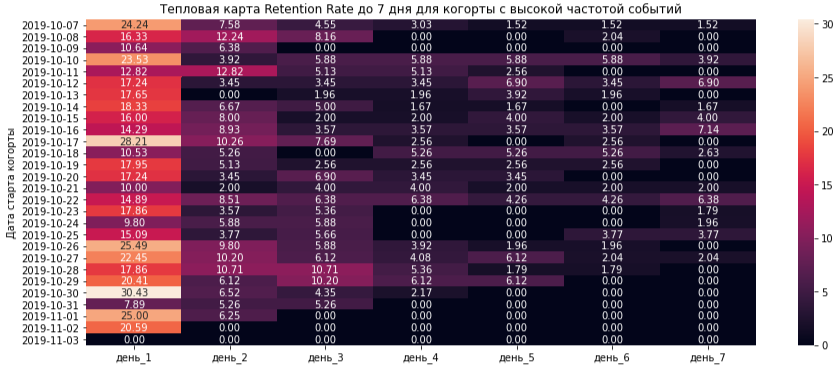 Тепловая карта Retention Rate до 7 дня для когорты с высокой частотой событий
Дата старта когорты
2019-10-07 24.24 7.58 4.55 3.03 1.52 1.52 1.52
2019-10-08 16.33 12.24 8.16 0.00 0.00 2.04 0.00
2019-10-09 10.64 6.38 0.00 0.00 0.00 0.00 0.00
2019-10-10 23.53 3.92 5.88 5.88 5.88 5.88 3.92
2019-10-11 12.82 12.82 5.13 5.13 2.56 0.00 0.00
2019-10-12 17.24 3.45 3.45 3.45 6.90 3.45 6.90
2019-10-13 17.65 0.00 1.96 1.96 3.92 1.96 0.00
2019-10-14 18.33 6.67 5.00 1.67 1.67 0.00 1.67
2019-10-15 16.00 8.00 2.00 2.00 4.00 2.00 4.00
2019-10-16 14.29 8.93 3.57 3.57 3.57 3.57 7.14
2019-10-17 28.21 10.26 7.69 2.56 0.00 2.56 0.00
2019-10-18 10.53 5.26 0.00 5.26 5.26 5.26 2.63
2019-10-19 17.95 5.13 2.56 2.56 2.56 2.56 0.00
2019-10-20 17.24 3.45 6.90 3.45 3.45 0.00 0.00
2019-10-21 10.00 2.00 4.00 4.00 2.00 2.00 2.00
2019-10-22 14.89 8.51 6.38 6.38 4.26 4.26 6.38
2019-10-23 17.86 3.57 5.36 0.00 0.00 0.00 1.79
2019-10-24 9.80 5.88 5.88 0.00 0.00 0.00 1.96
2019-10-25 15.09 3.77 5.66 0.00 0.00 3.77 3.77
2019-10-26 25.49 9.80 5.88 3.92 1.96 1.96 0.00
2019-10-27 22.45 10.20 6.12 4.08 6.12 2.04 2.04
2019-10-28 17.86 10.71 10.71 5.36 1.79 1.79 0.00
2019-10-29 20.41 6.12 10.20 6.12 6.12 0.00 0.00
2019-10-30 30.43 6.52 4.35 2.17 0.00 0.00 0.00
2019-10-31 7.89 5.26 5.26 0.00 0.00 0.00 0.00
2019-11-01 25.00 6.25 0.00 0.00 0.00 0.00 0.00
2019-11-02 20.59 0.00 0.00 0.00 0.00 0.00 0.00
2019-11-03 0.00 0.00 0.00 0.00 0.00 0.00 0.00
день_1 день_2 день_3 день_4 день_5 день_6 день_7
30
25
20
15
10
5
0